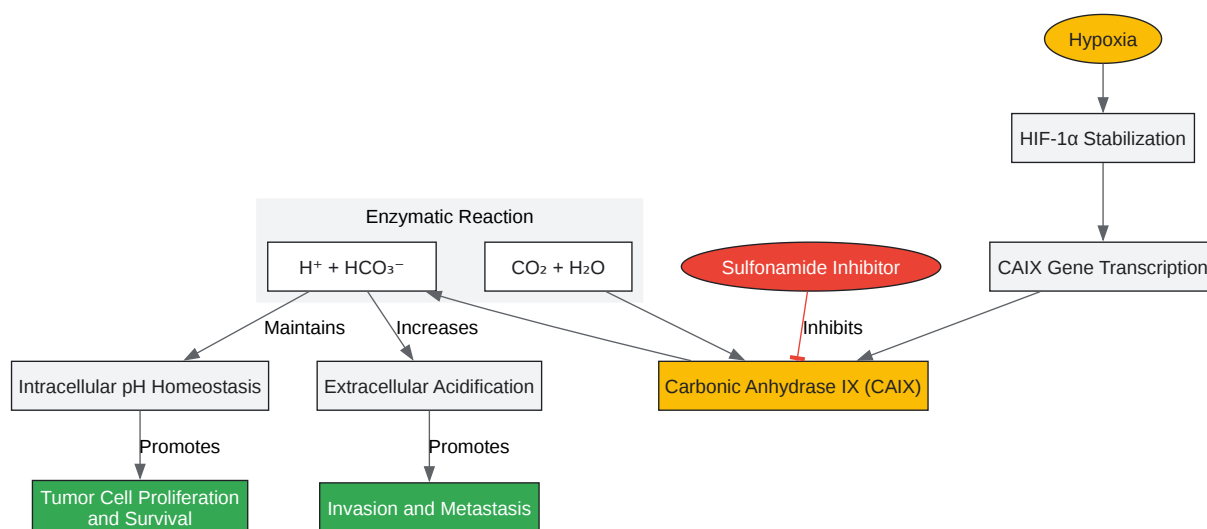 Hypoxia
HIF-1α Stabilization
Enzymatic Reaction
H⁺ + HCO₃⁻
CO₂ + H₂O
Sulfonamide Inhibitor
CAIX Gene Transcription
Maintains
Increases
Inhibits
Intracellular pH Homeostasis
Extracellular Acidification
Carbonic Anhydrase IX (CAIX)
Promotes
Promotes
Tumor Cell Proliferation
and Survival
Invasion and Metastasis